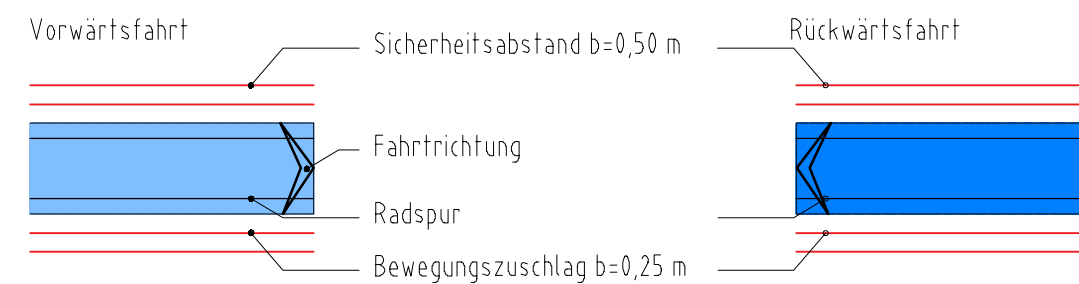 Vorwärtsfahrt
Rückwärtsfahrt
Sicherheitsabstand b=0,50 m
Fahrtrichtung
Radspur
Bewegungszuschlag b=0,25 m